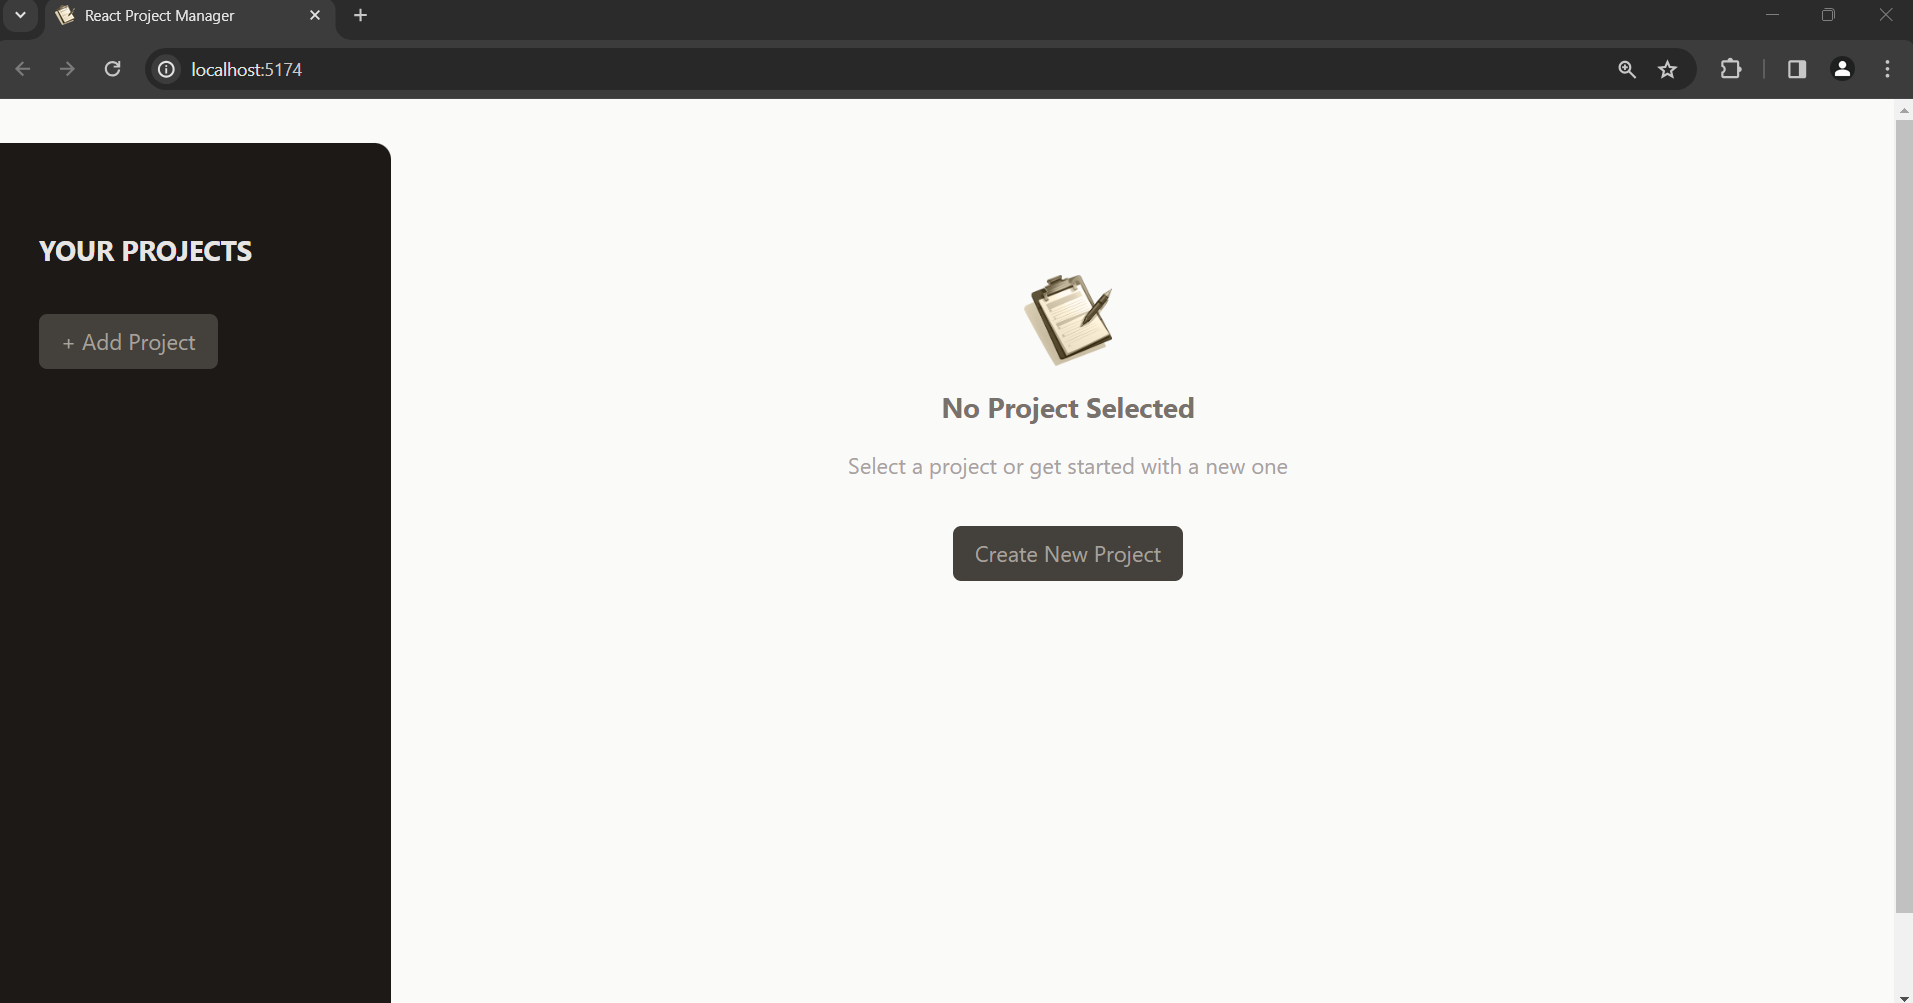 React Project Manager
localhost:5174
YOUR PROJECTS
+ Add Project
No Project Selected
Select a project or get started with a new one
Create New Project